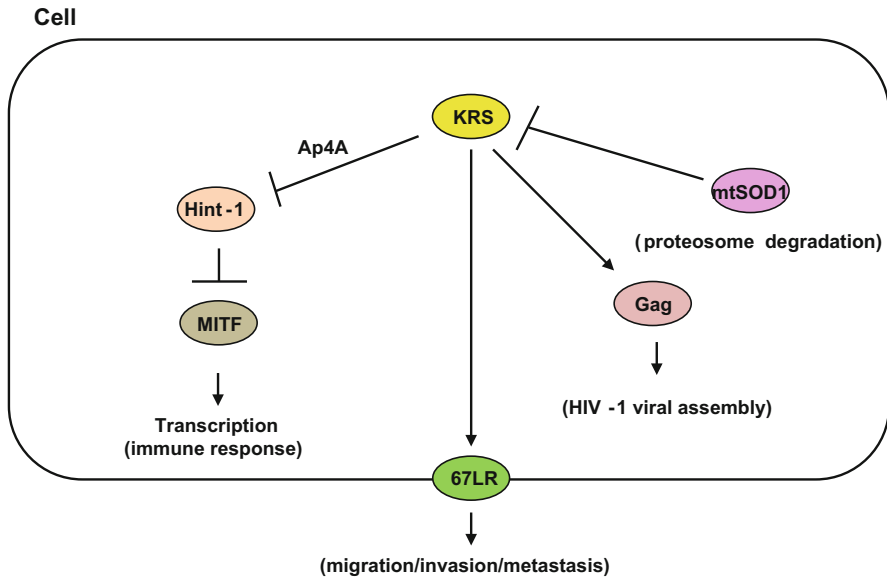 Cell
KRS
Ap4A
mtSOD1
Hint-1
(proteosome degradation)
Gag
MITF
(HIV -1 viral assembly)
Transcription
(immune response)
67LR
(migration/invasion/metastasis)